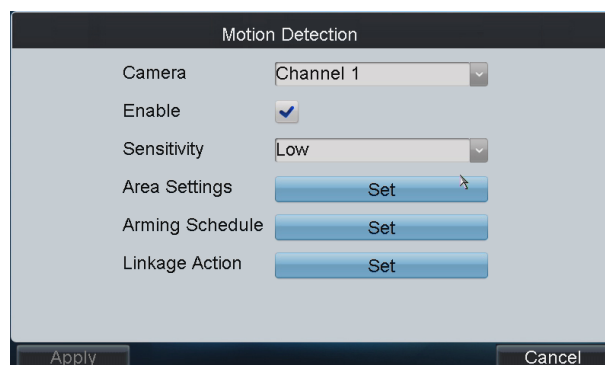 Motion Detection
Camera Channel 1
Enable
Sensitivity Low
Area Settings Set
Arming Schedule Set
Linkage Action Set
Apply Cancel